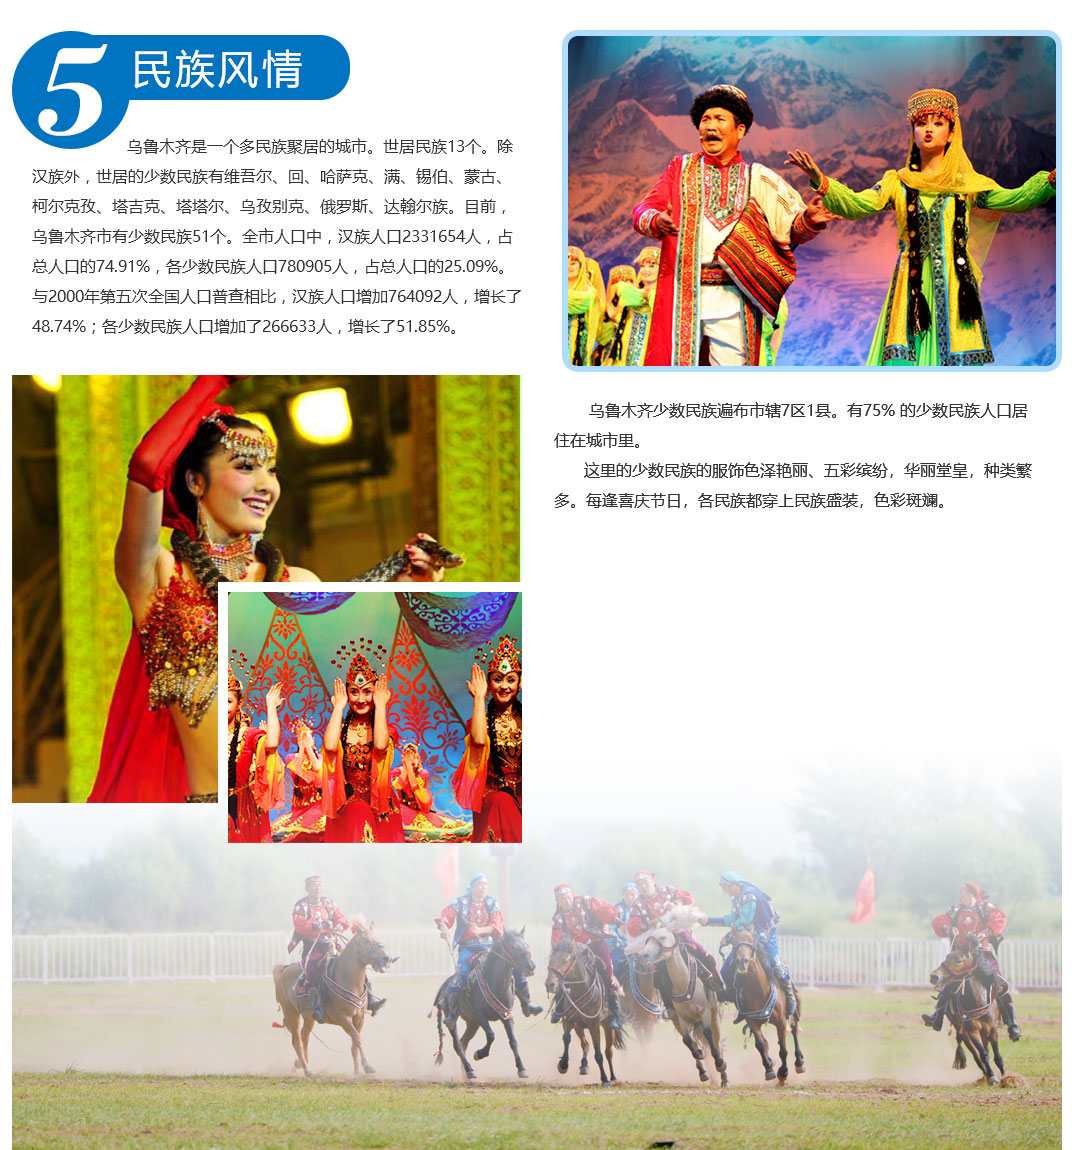 5
民族风情
乌鲁木齐是一个多民族聚居的城市。世居民族13个。除
汉族外，世居的少数民族有维吾尔、回、哈萨克、满、锡伯、蒙古、
柯尔克孜、塔吉克、塔塔尔、乌孜别克、俄罗斯、达翰尔族。目前，
乌鲁木齐市有少数民族51个。全市人口中，汉族人口2331654人，占
总人口的74.91%，各少数民族人口780905人，占总人口的25.09%。
与2000年第五次全国人口普查相比，汉族人口增加764092人，增长了
48.74%；各少数民族人口增加了266633人，增长了51.85%。
乌鲁木齐少数民族遍布市辖7区1县。有75% 的少数民族人口居
住在城市里。
这里的少数民族的服饰色泽艳丽、五彩缤纷，华丽堂皇，种类繁
多。每逢喜庆节日，各民族都穿上民族盛装，色彩斑斓。